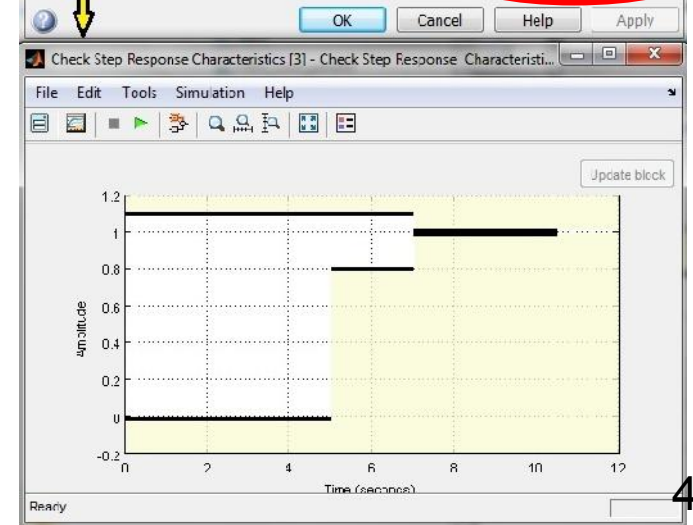 OK Cancel Help Apply
Check Step Response Characteristics [3] - Check Step Response Characteristi...
File Edit Tools Simulation Help
Update block
1.2
1
0.8
0.6
0.4
0.2
0
-0.2
Amplitude
0 2 4 6 8 10 12
Time (seconds)
Ready
4